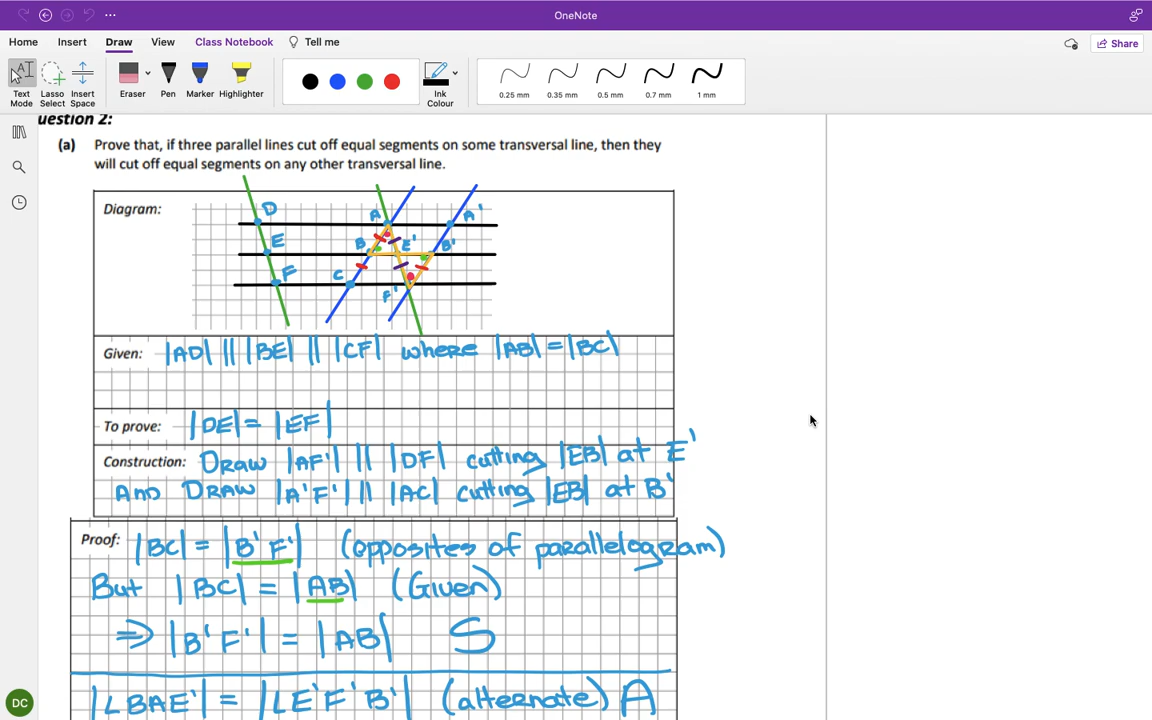 OneNote
Home Insert Draw View Class Notebook Tell me
Share
Text Mode
Lasso Select
Insert Space
Eraser
Pen
Marker
Highlighter
Ink Colour
0.25 mm 0.35 mm 0.5 mm 0.7 mm 1 mm
uestion 2:
(a) Prove that, if three parallel lines cut off equal segments on some transversal line, then they
will cut off equal segments on any other transversal line.
Diagram:
D A A'
E B E' B'
F C F'
Given: |AD| || |BE| || |CF| where |AB| = |BC|
To prove: |DE| = |EF|
Construction: Draw |AF'| || |DF| cutting |EB| at E'
And Draw |A'F'| || |AC| cutting |EB| at B'
Proof: |BC| = |B'F'| (opposites of parallelogram)
But |BC| = |AB| (Given)
=> |B'F'| = |AB| S
|∠BAE'| = |∠E'F'B'| (alternate) A
DC